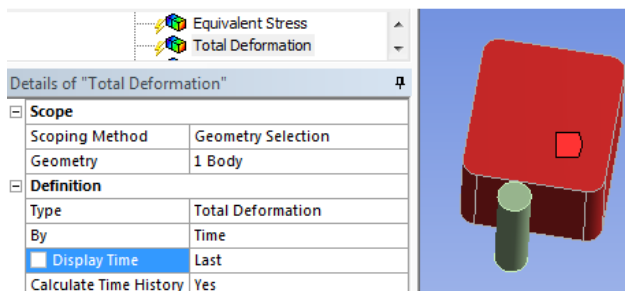 Equivalent Stress
Total Deformation
Details of "Total Deformation"
Scope
Scoping Method Geometry Selection
Geometry 1 Body
Definition
Type Total Deformation
By Time
Display Time Last
Calculate Time History Yes